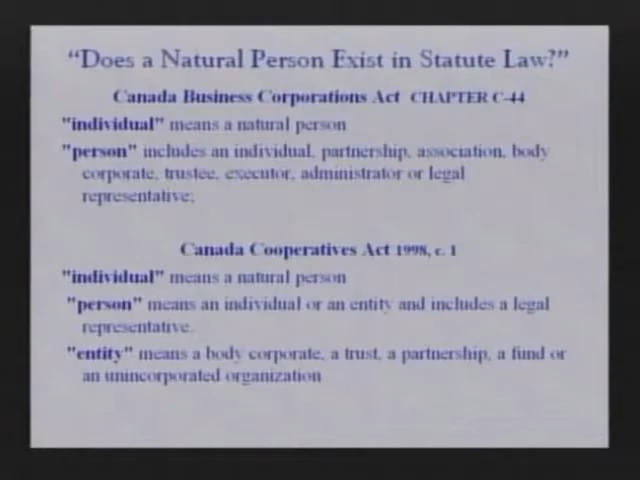 “Does a Natural Person Exist in Statute Law?”
Canada Business Corporations Act CHAPTER C-44
"individual" means a natural person
"person" includes an individual, partnership, association, body
corporate, trustee, executor, administrator or legal
representative;
Canada Cooperatives Act 1998, c. 1
"individual" means a natural person
"person" means an individual or an entity and includes a legal
representative.
"entity" means a body corporate, a trust, a partnership, a fund or
an unincorporated organization